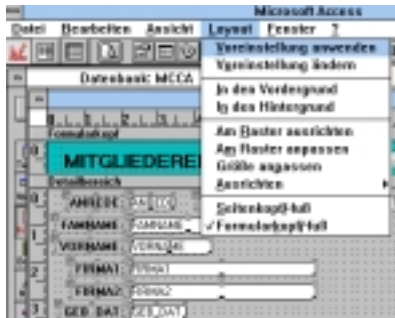 Microsoft Access
Datei Bearbeiten Ansicht Layout Fenster ?
Voreinstellung anwenden
Voreinstellung ändern
In den Vordergrund
In den Hintergrund
Am Raster ausrichten
Am Raster anpassen
Größe anpassen
Ausrichten
Seitenkopf/-fuß
✓Formularkopf/-fuß
Datenbank: MCCA
Formularkopf
MITGLIEDERE
Detailbereich
ANREDE: ANREDE
FAMNAME: FAMNAME
VORNAME: VORNAME
FIRMA1: FIRMA1
FIRMA2: FIRMA2
GEB_DAT: GEB_DAT